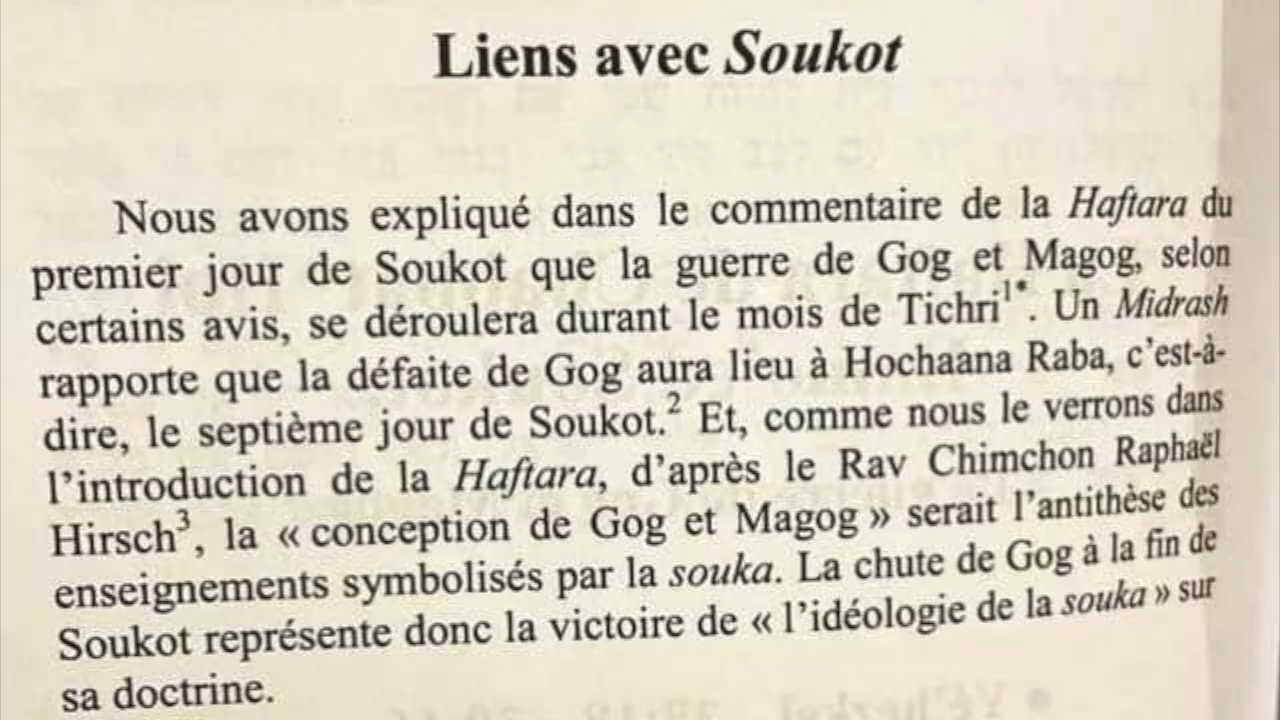 Liens avec Soukot
Nous avons expliqué dans le commentaire de la Haftara du
premier jour de Soukot que la guerre de Gog et Magog, selon
certains avis, se déroulera durant le mois de Tichri¹*. Un Midrash
rapporte que la défaite de Gog aura lieu à Hochaana Raba, c’est-à-
dire, le septième jour de Soukot.² Et, comme nous le verrons dans
l’introduction de la Haftara, d’après le Rav Chimchon Raphaël
Hirsch³, la « conception de Gog et Magog » serait l’antithèse des
enseignements symbolisés par la souka. La chute de Gog à la fin de
Soukot représente donc la victoire de « l’idéologie de la souka » sur
sa doctrine.